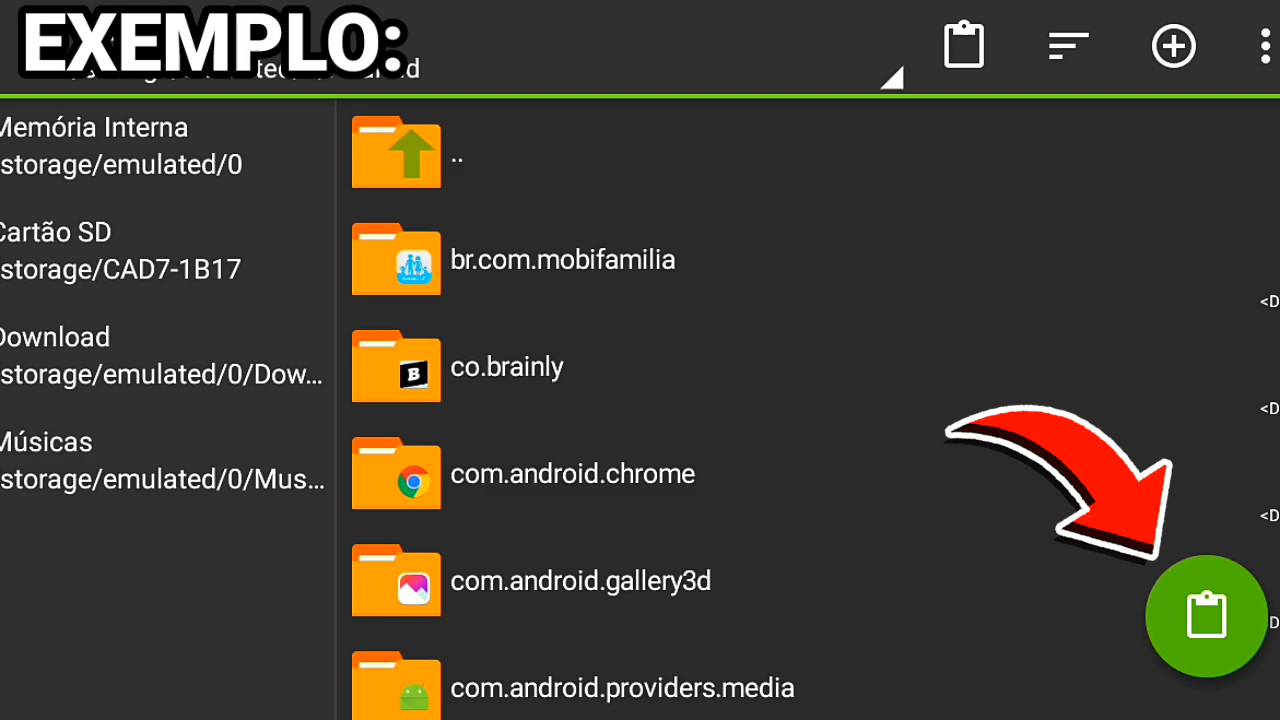 EXEMPLO:
Memória Interna
storage/emulated/0
Cartão SD
storage/CAD7-1B17
Download
storage/emulated/0/Dow...
Músicas
storage/emulated/0/Mus...
..
br.com.mobifamilia
co.brainly
B
com.android.chrome
com.android.gallery3d
com.android.providers.media
<D
<D
<D